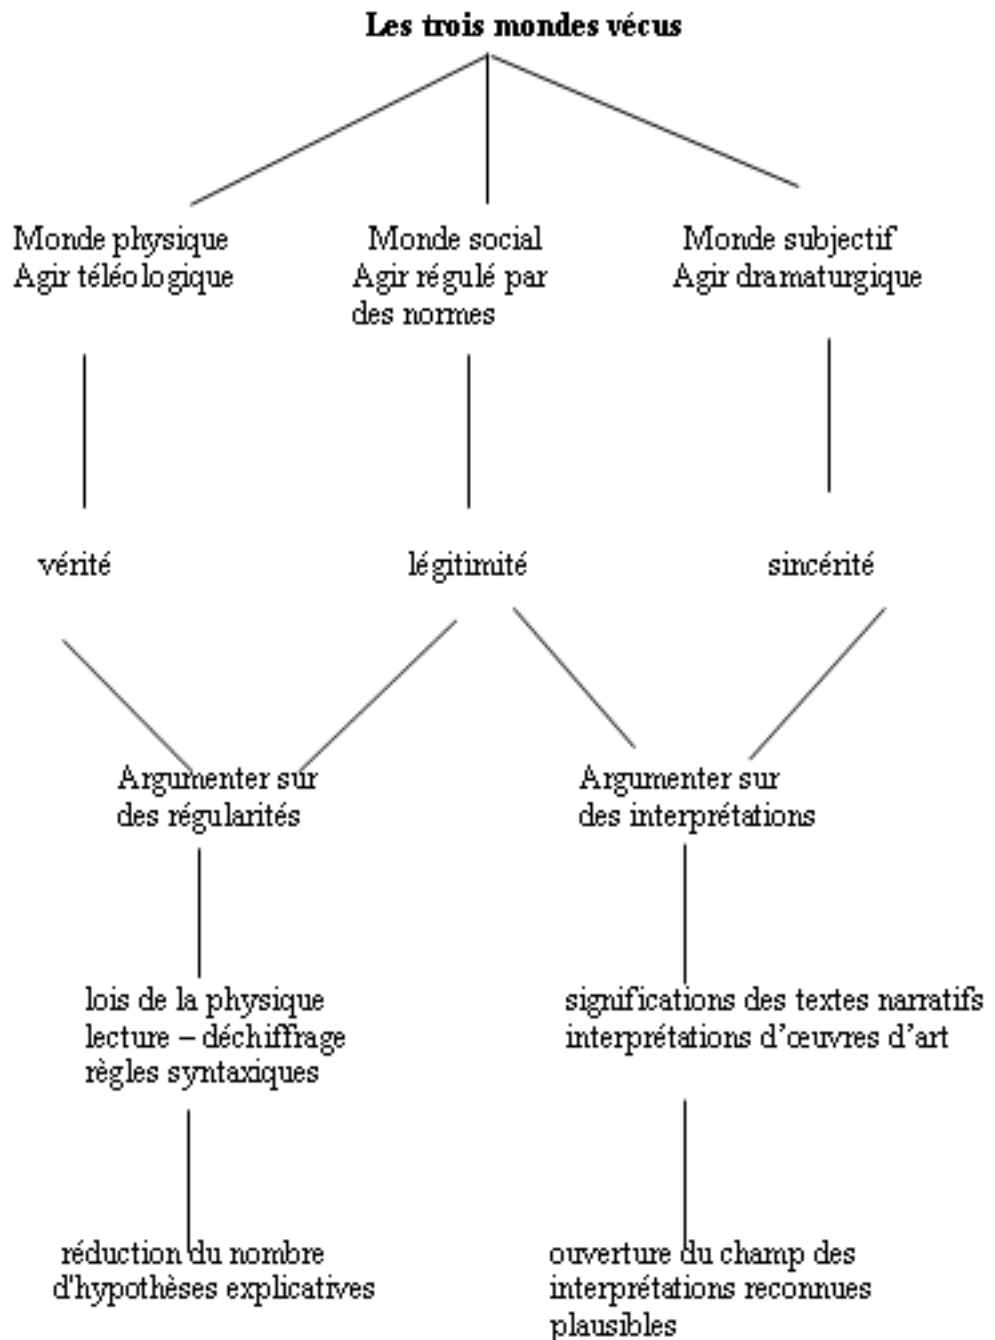 Les trois mondes vécus
Monde physique
Agir téléologique
Monde social
Agir régulé par
des normes
Monde subjectif
Agir dramaturgique
vérité
légitimité
sincérité
Argumenter sur
des régularités
Argumenter sur
des interprétations
lois de la physique
lecture – déchiffrage
règles syntaxiques
significations des textes narratifs
interprétations d'œuvres d'art
réduction du nombre
d'hypothèses explicatives
ouverture du champ des
interprétations reconnues
plausibles